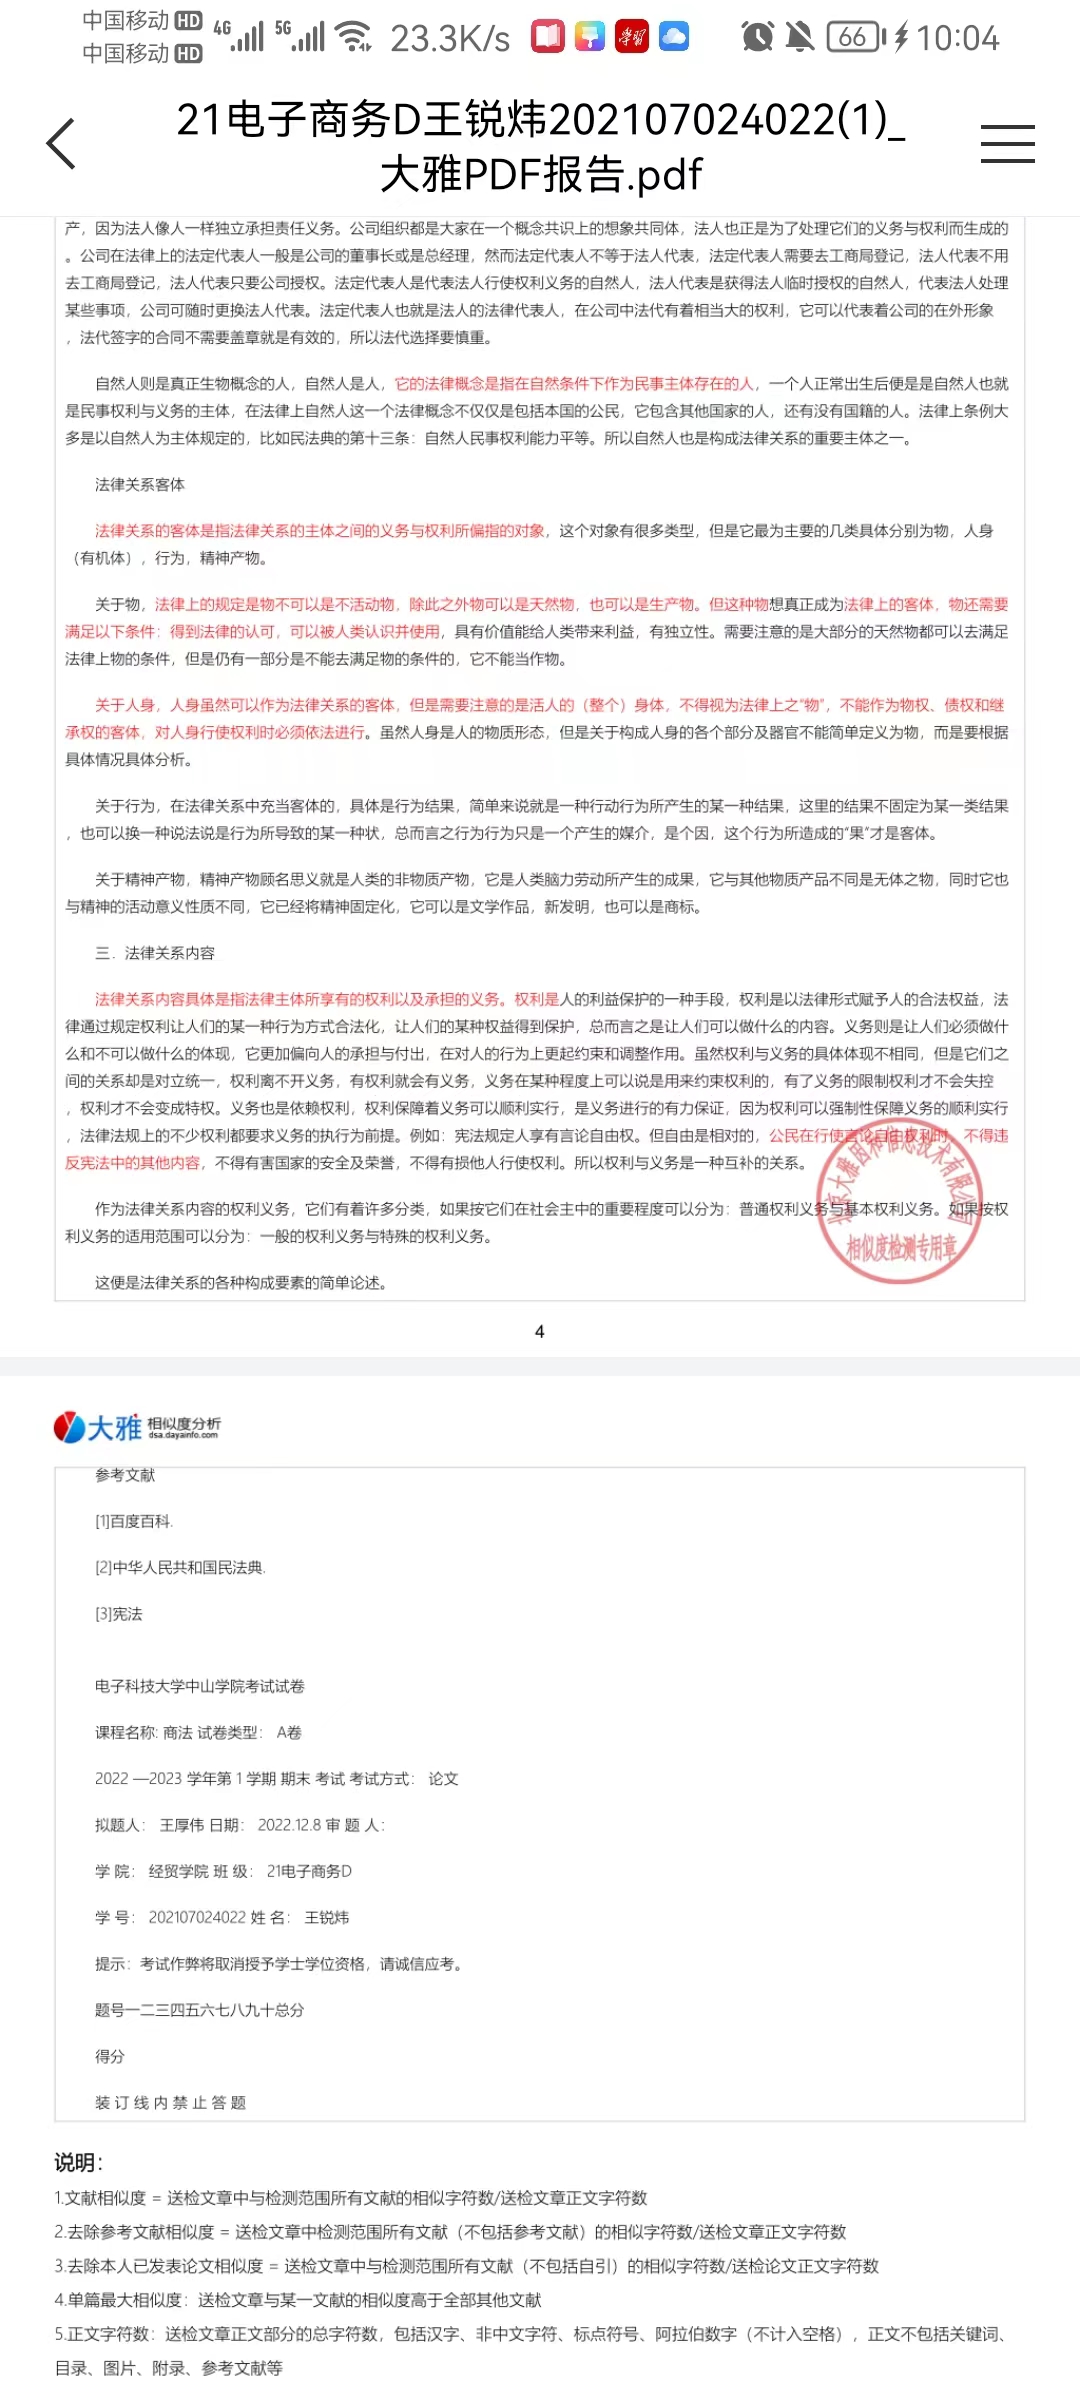 中国移动 HD
中国移动 HD
4G 5G 23.3K/s 学习 66 10:04
21电子商务D王锐炜202107024022(1)_
大雅PDF报告.pdf
产，因为法人像人一样独立承担责任义务。公司组织都是大家在一个概念共识上的想象共同体，法人也正是为了处理它们的义务与权利而生成的
。公司在法律上的法定代表人一般是公司的董事长或是总经理，然而法定代表人不等于法人代表，法定代表人需要去工商局登记，法人代表不用
去工商局登记，法人代表只要公司授权。法定代表人是代表法人行使权利义务的自然人，法人代表是获得法人临时授权的自然人，代表法人处理
某些事项，公司可随时更换法人代表。法定代表人也就是法人的法律代表人，在公司中法代有着相当大的权利，它可以代表着公司的在外形象
，法代签字的合同不需要盖章就是有效的，所以法代选择要慎重。
自然人则是真正生物概念的人，自然人是人，它的法律概念是指在自然条件下作为民事主体存在的人，一个人正常出生后便是是自然人也就
是民事权利与义务的主体，在法律上自然人这一个法律概念不仅仅是包括本国的公民，它包含其他国家的人，还有没有国籍的人。法律上条例大
多是以自然人为主体规定的，比如民法典的第十三条：自然人民事权利能力平等。所以自然人也是构成法律关系的重要主体之一。
法律关系客体
法律关系的客体是指法律关系的主体之间的义务与权利所偏指的对象，这个对象有很多类型，但是它最为主要的几类具体分别为物，人身
（有机体），行为，精神产物。
关于物，法律上的规定是物不可以是不活动物，除此之外物可以是天然物，也可以是生产物。但这种物想真正成为法律上的客体，物还需要
满足以下条件：得到法律的认可，可以被人类认识并使用，具有价值能给人类带来利益，有独立性。需要注意的是大部分的天然物都可以去满足
法律上物的条件，但是仍有一部分是不能去满足物的条件的，它不能当作物。
关于人身，人身虽然可以作为法律关系的客体，但是需要注意的是活人的（整个）身体，不得视为法律上之“物”，不能作为物权、债权和继
承权的客体，对人身行使权利时必须依法进行。虽然人身是人的物质形态，但是关于构成人身的各个部分及器官不能简单定义为物，而是要根据
具体情况具体分析。
关于行为，在法律关系中充当客体的，具体是行为结果，简单来说就是一种行动行为所产生的某一种结果，这里的结果不固定为某一类结果
，也可以换一种说法说是行为所导致的某一种状，总而言之行为行为只是一个产生的媒介，是个因，这个行为所造成的“果”才是客体。
关于精神产物，精神产物顾名思义就是人类的非物质产物，它是人类脑力劳动所产生的成果，它与其他物质产品不同是无体之物，同时它也
与精神的活动意义性质不同，它已经将精神固定化，它可以是文学作品，新发明，也可以是商标。
三．法律关系内容
法律关系内容具体是指法律主体所享有的权利以及承担的义务。权利是人的利益保护的一种手段，权利是以法律形式赋予人的合法权益，法
律通过规定权利让人们的某一种行为方式合法化，让人们的某种权益得到保护，总而言之是让人们可以做什么的内容。义务则是让人们必须做什
么和不可以做什么的体现，它更加偏向人的承担与付出，在对人的行为上更起约束和调整作用。虽然权利与义务的具体体现不相同，但是它们之
间的关系却是对立统一，权利离不开义务，有权利就会有义务，义务在某种程度上可以说是用来约束权利的，有了义务的限制权利才不会失控
，权利才不会变成特权。义务也是依赖权利，权利保障着义务可以顺利实行，是义务进行的有力保证，因为权利可以强制性保障义务的顺利实行
，法律法规上的不少权利都要求义务的执行为前提。例如：宪法规定人享有言论自由权。但自由是相对的，公民在行使言论自由权利时，不得违
反宪法中的其他内容，不得有害国家的安全及荣誉，不得有损他人行使权利。所以权利与义务是一种互补的关系。
作为法律关系内容的权利义务，它们有着许多分类，如果按它们在社会主中的重要程度可以分为：普通权利义务与基本权利义务。如果按权
利义务的适用范围可以分为：一般的权利义务与特殊的权利义务。
这便是法律关系的各种构成要素的简单论述。
北京大雅因和信息技术有限公司
相似度检测专用章
4
大雅 相似度分析
dsa.dayainfo.com
参考文献
[1]百度百科.
[2]中华人民共和国民法典.
[3]宪法
电子科技大学中山学院考试试卷
课程名称: 商法 试卷类型： A卷
2022 —2023 学年第 1 学期 期末 考试 考试方式： 论文
拟题人： 王厚伟 日期： 2022.12.8 审 题 人：
学 院： 经贸学院 班 级： 21电子商务D
学 号： 202107024022 姓 名： 王锐炜
提示：考试作弊将取消授予学士学位资格，请诚信应考。
题号一二三四五六七八九十总分
得分
装 订 线 内 禁 止 答 题
说明：
1.文献相似度 = 送检文章中与检测范围所有文献的相似字符数/送检文章正文字符数
2.去除参考文献相似度 = 送检文章中检测范围所有文献（不包括参考文献）的相似字符数/送检文章正文字符数
3.去除本人已发表论文相似度 = 送检文章中与检测范围所有文献（不包括自引）的相似字符数/送检论文正文字符数
4.单篇最大相似度：送检文章与某一文献的相似度高于全部其他文献
5.正文字符数：送检文章正文部分的总字符数，包括汉字、非中文字符、标点符号、阿拉伯数字（不计入空格），正文不包括关键词、
目录、图片、附录、参考文献等